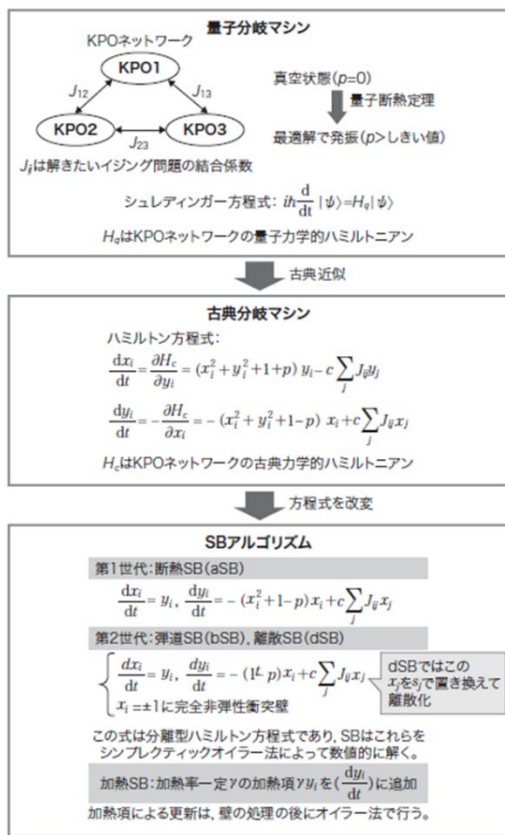 量子分岐マシン
KPOネットワーク
KPO1
J₁₂
J₁₃
KPO2
KPO3
J₂₃
Jᵢⱼは解きたいイジング問題の結合係数
真空状態(p=0)
量子断熱定理
最適解で発振(p>しきい値)
シュレディンガー方程式: iℏ d/dt |ψ⟩=H_q|ψ⟩
H_qはKPOネットワークの量子力学的ハミルトニアン
古典近似
古典分岐マシン
ハミルトン方程式:
dxᵢ/dt = ∂H_c/∂yᵢ = (xᵢ²+yᵢ²+1+p) yᵢ−c∑ⱼ Jᵢⱼyⱼ
dyᵢ/dt = −∂H_c/∂xᵢ = − (xᵢ²+yᵢ²+1−p) xᵢ+c∑ⱼ Jᵢⱼxⱼ
H_cはKPOネットワークの古典力学的ハミルトニアン
方程式を改変
SBアルゴリズム
第1世代:断熱SB(aSB)
dxᵢ/dt = yᵢ, dyᵢ/dt = − (xᵢ²+1−p)xᵢ+c∑ⱼ Jᵢⱼxⱼ
第2世代:弾道SB(bSB), 離散SB(dSB)
dxᵢ/dt = yᵢ, dyᵢ/dt = − (1−p)xᵢ+c∑ⱼ Jᵢⱼxⱼ
xᵢ=±1に完全非弾性衝突壁
dSBではこの
xⱼをsⱼで置き換えて
離散化
この式は分離型ハミルトン方程式であり, SBはこれらを
シンプレクティックオイラー法によって数値的に解く。
加熱SB:加熱率一定γの加熱項γyᵢを(dyᵢ/dt)に追加
加熱項による更新は, 壁の処理の後にオイラー法で行う。